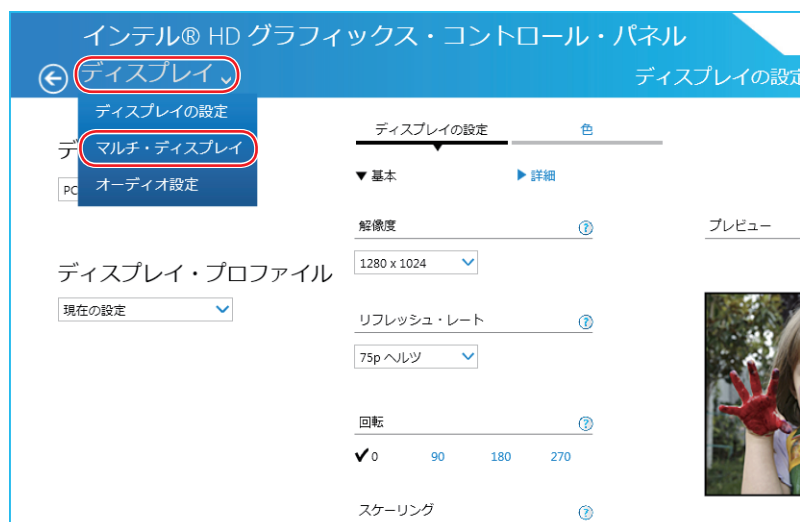 インテル® HD グラフィックス・コントロール・パネル
ディスプレイ
ディスプレイの設定
ディスプレイの設定
マルチ・ディスプレイ
オーディオ設定
デ
PC
ディスプレイ・プロファイル
現在の設定
ディスプレイの設定 色
▼ 基本 ▶ 詳細
解像度 ?
1280 x 1024
リフレッシュ・レート ?
75p ヘルツ
回転 ?
✔0 90 180 270
スケーリング ?
プレビュー